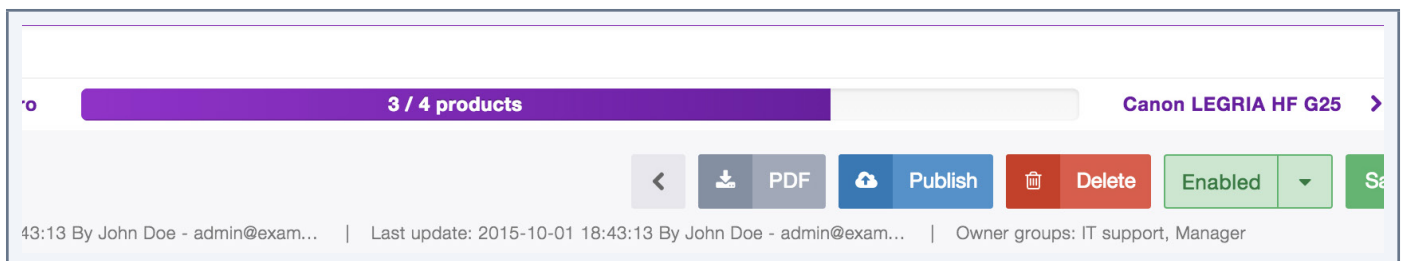 ro 3 / 4 products Canon LEGRIA HF G25
PDF Publish Delete Enabled Sa
43:13 By John Doe - admin@exam... | Last update: 2015-10-01 18:43:13 By John Doe - admin@exam... | Owner groups: IT support, Manager